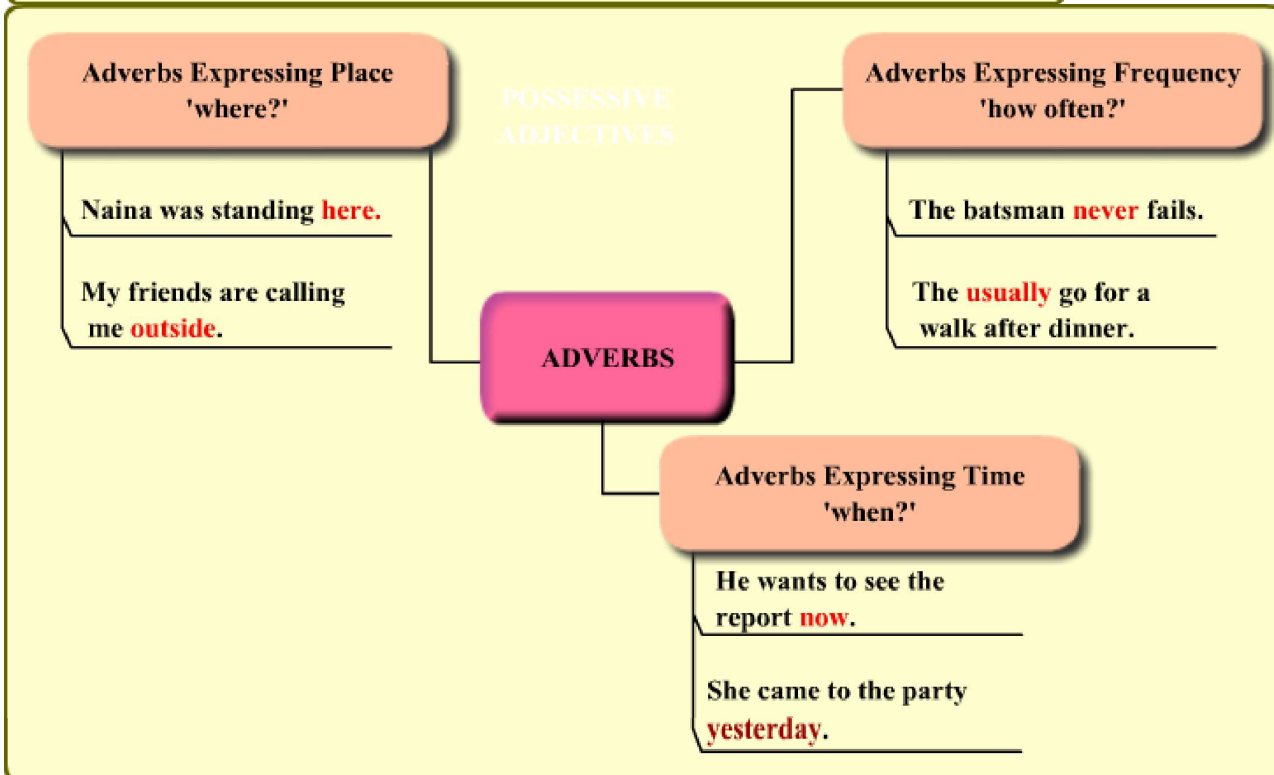 Adverbs Expressing Place
'where?'
Naina was standing here.
My friends are calling
me outside.
POSSESSIVE
ADJECTIVES
Adverbs Expressing Frequency
'how often?'
The batsman never fails.
The usually go for a
walk after dinner.
ADVERBS
Adverbs Expressing Time
'when?'
He wants to see the
report now.
She came to the party
yesterday.